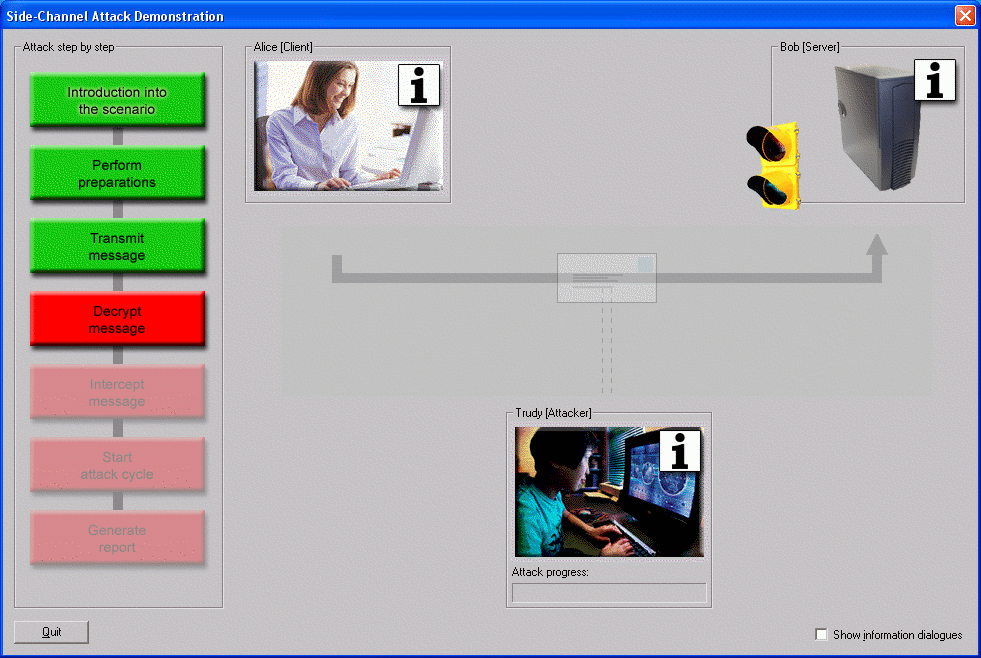 Side-Channel Attack Demonstration
Attack step by step
Introduction into
the scenario
Perform
preparations
Transmit
message
Decrypt
message
Intercept
message
Start
attack cycle
Generate
report
Quit
Alice [Client]
i
Bob [Server]
i
Trudy [Attacker]
i
Attack progress:
Show information dialogues